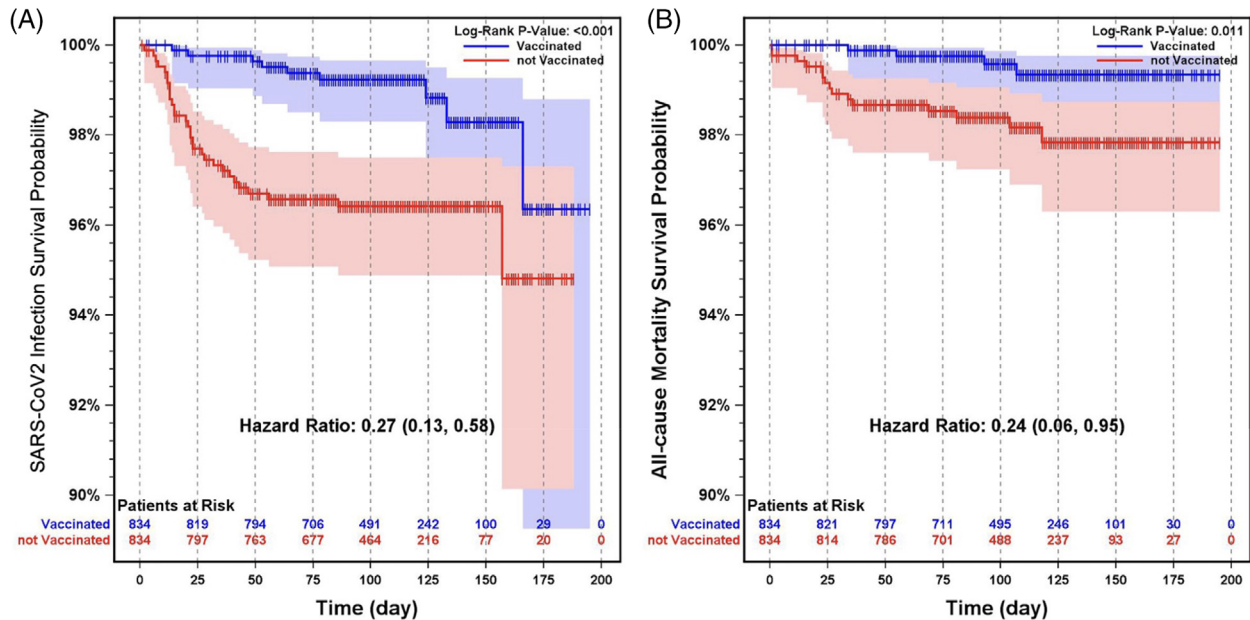 (A)
Log-Rank P-Value: <0.001
Vaccinated
not Vaccinated
100%
98%
96%
94%
92%
90%
SARS-CoV2 Infection Survival Probability
Hazard Ratio: 0.27 (0.13, 0.58)
Patients at Risk
Vaccinated 834 819 794 706 491 242 100 29 0
not Vaccinated 834 797 763 677 464 216 77 20 0
0 25 50 75 100 125 150 175 200
Time (day)
(B)
Log-Rank P-Value: 0.011
Vaccinated
not Vaccinated
100%
98%
96%
94%
92%
90%
All-cause Mortality Survival Probability
Hazard Ratio: 0.24 (0.06, 0.95)
Patients at Risk
Vaccinated 834 821 797 711 495 246 101 30 0
not Vaccinated 834 814 786 701 488 237 93 27 0
0 25 50 75 100 125 150 175 200
Time (day)